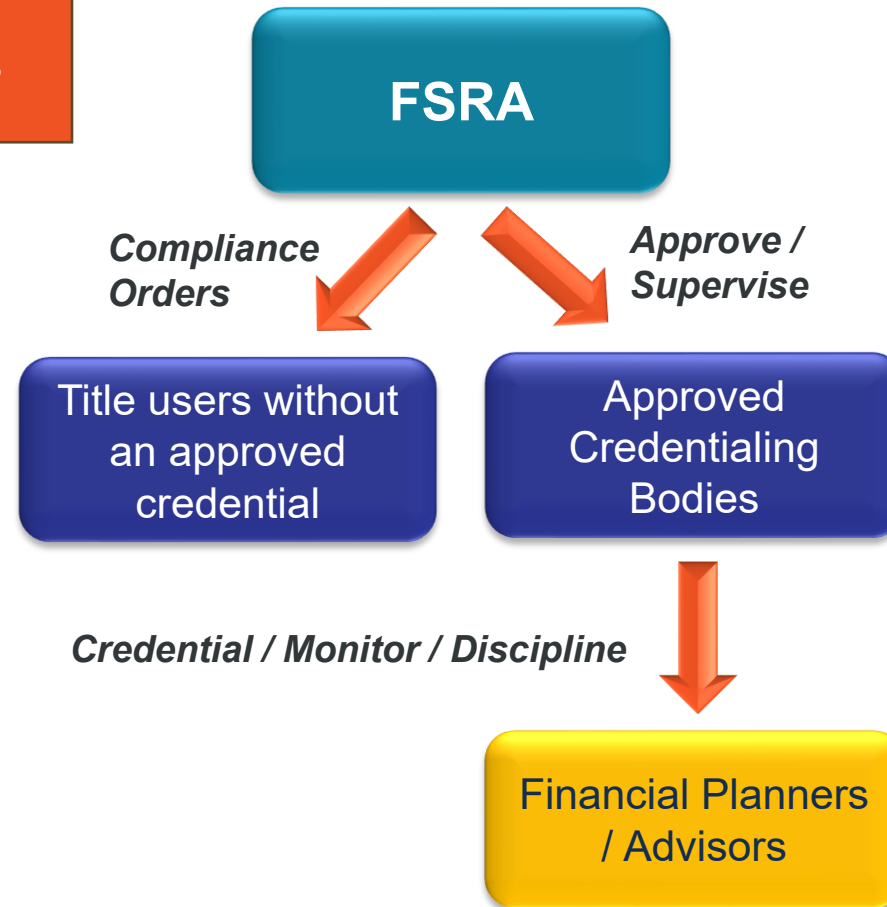 FSRA
Compliance
Orders
Approve /
Supervise
Title users without
an approved
credential
Approved
Credentialing
Bodies
Credential / Monitor / Discipline
Financial Planners
/ Advisors